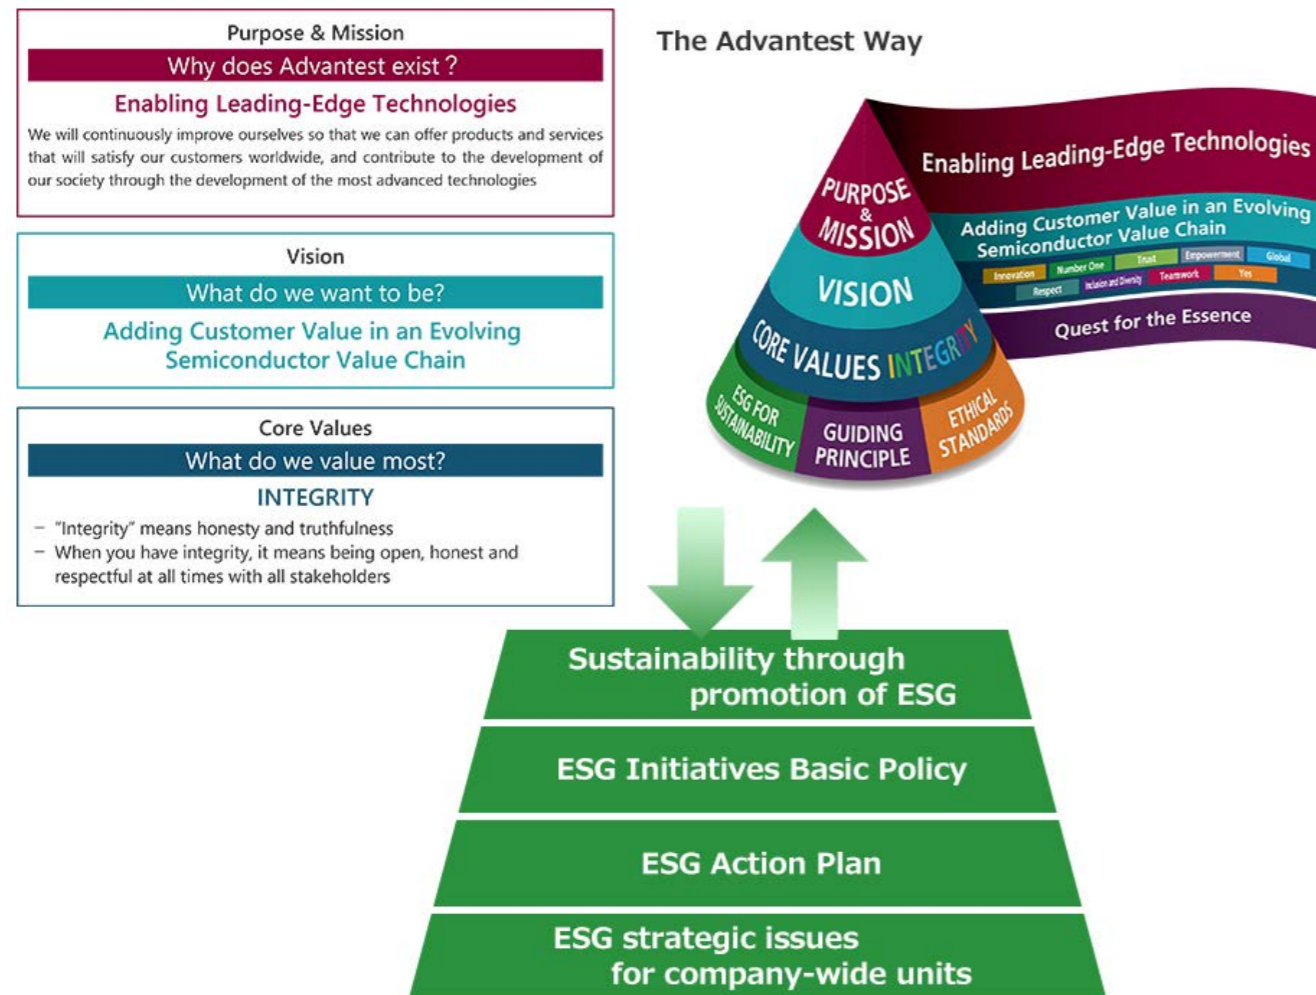 Purpose & Mission
Why does Advantest exist？
Enabling Leading-Edge Technologies
We will continuously improve ourselves so that we can offer products and services
that will satisfy our customers worldwide, and contribute to the development of
our society through the development of the most advanced technologies
Vision
What do we want to be?
Adding Customer Value in an Evolving
Semiconductor Value Chain
Core Values
What do we value most?
INTEGRITY
– "Integrity" means honesty and truthfulness
– When you have integrity, it means being open, honest and
respectful at all times with all stakeholders
The Advantest Way
PURPOSE
&
MISSION
VISION
CORE VALUES INTEGRITY
ESG FOR
SUSTAINABILITY
GUIDING
PRINCIPLE
ETHICAL
STANDARDS
Enabling Leading-Edge Technologies
Adding Customer Value in an Evolving
Semiconductor Value Chain
Innovation Number One Trust Empowerment Global
Respect Inclusion and Diversity Teamwork Yes
Quest for the Essence
Sustainability through
promotion of ESG
ESG Initiatives Basic Policy
ESG Action Plan
ESG strategic issues
for company-wide units